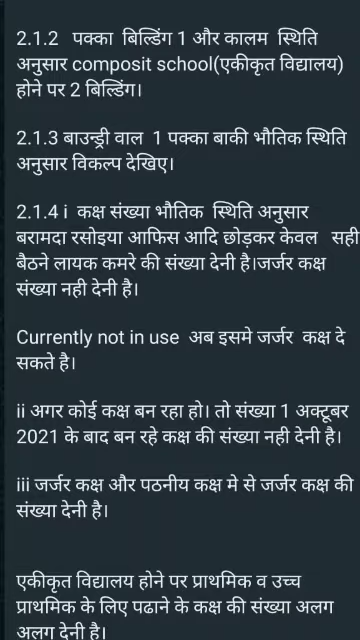 2.1.2 पक्का बिल्डिंग 1 और कालम स्थिति
अनुसार composit school(एकीकृत विद्यालय)
होने पर 2 बिल्डिंग।
2.1.3 बाउन्ड्री वाल 1 पक्का बाकी भौतिक स्थिति
अनुसार विकल्प देखिए।
2.1.4 i कक्ष संख्या भौतिक स्थिति अनुसार
बरामदा रसोइया आफिस आदि छोड़कर केवल सही
बैठने लायक कमरे की संख्या देनी है।जर्जर कक्ष
संख्या नही देनी है।
Currently not in use अब इसमे जर्जर कक्ष दे
सकते है।
ii अगर कोई कक्ष बन रहा हो। तो संख्या 1 अक्टूबर
2021 के बाद बन रहे कक्ष की संख्या नही देनी है।
iii जर्जर कक्ष और पठनीय कक्ष मे से जर्जर कक्ष की
संख्या देनी है।
एकीकृत विद्यालय होने पर प्राथमिक व उच्च
प्राथमिक के लिए पढाने के कक्ष की संख्या अलग
अलग देनी है।